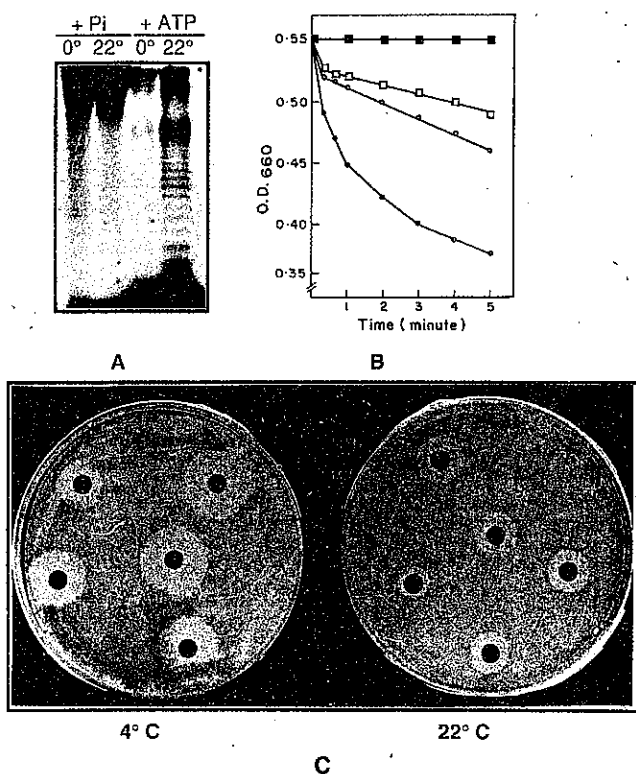 + Pi + ATP
0° 22° 0° 22°
A
B
0·55
0·50
0·45
0·40
0·35
O.D. 660
1 2 3 4 5
Time (minute)
4° C
22° C
C